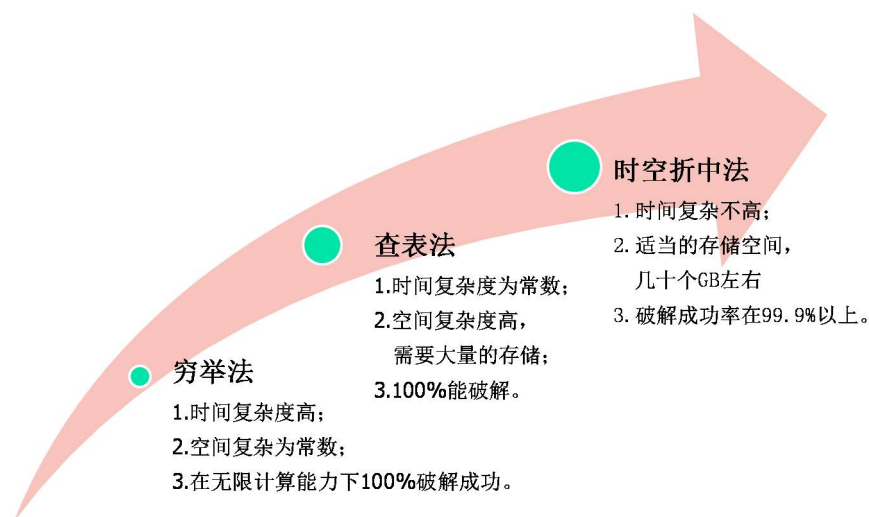 时空折中法
1. 时间复杂不高；
2. 适当的存储空间，
几十个GB左右
3. 破解成功率在99.9%以上。
查表法
1.时间复杂度为常数；
2.空间复杂度高，
需要大量的存储；
3.100%能破解。
穷举法
1.时间复杂度高；
2.空间复杂为常数；
3.在无限计算能力下100%破解成功。